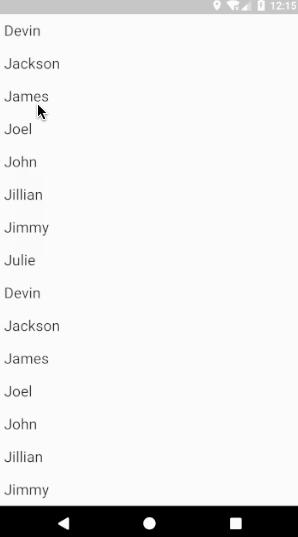 12:15
Devin
Jackson
James
Joel
John
Jillian
Jimmy
Julie
Devin
Jackson
James
Joel
John
Jillian
Jimmy